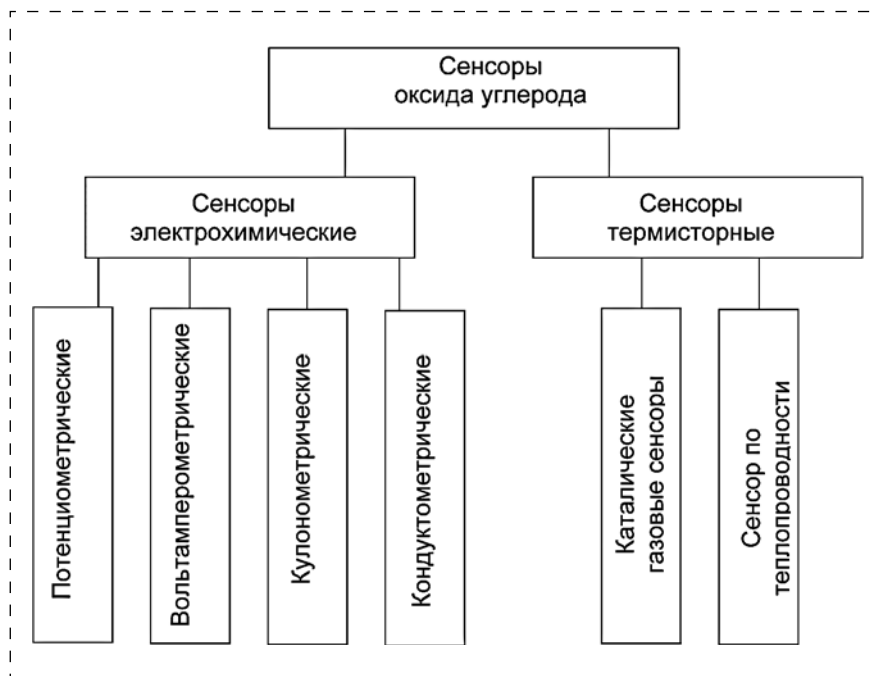 Сенсоры
оксида углерода
Сенсоры
электрохимические
Сенсоры
термисторные
Потенциометрические
Вольтамперометрические
Кулонометрические
Кондуктометрические
Каталические
газовые сенсоры
Сенсор по
теплопроводности